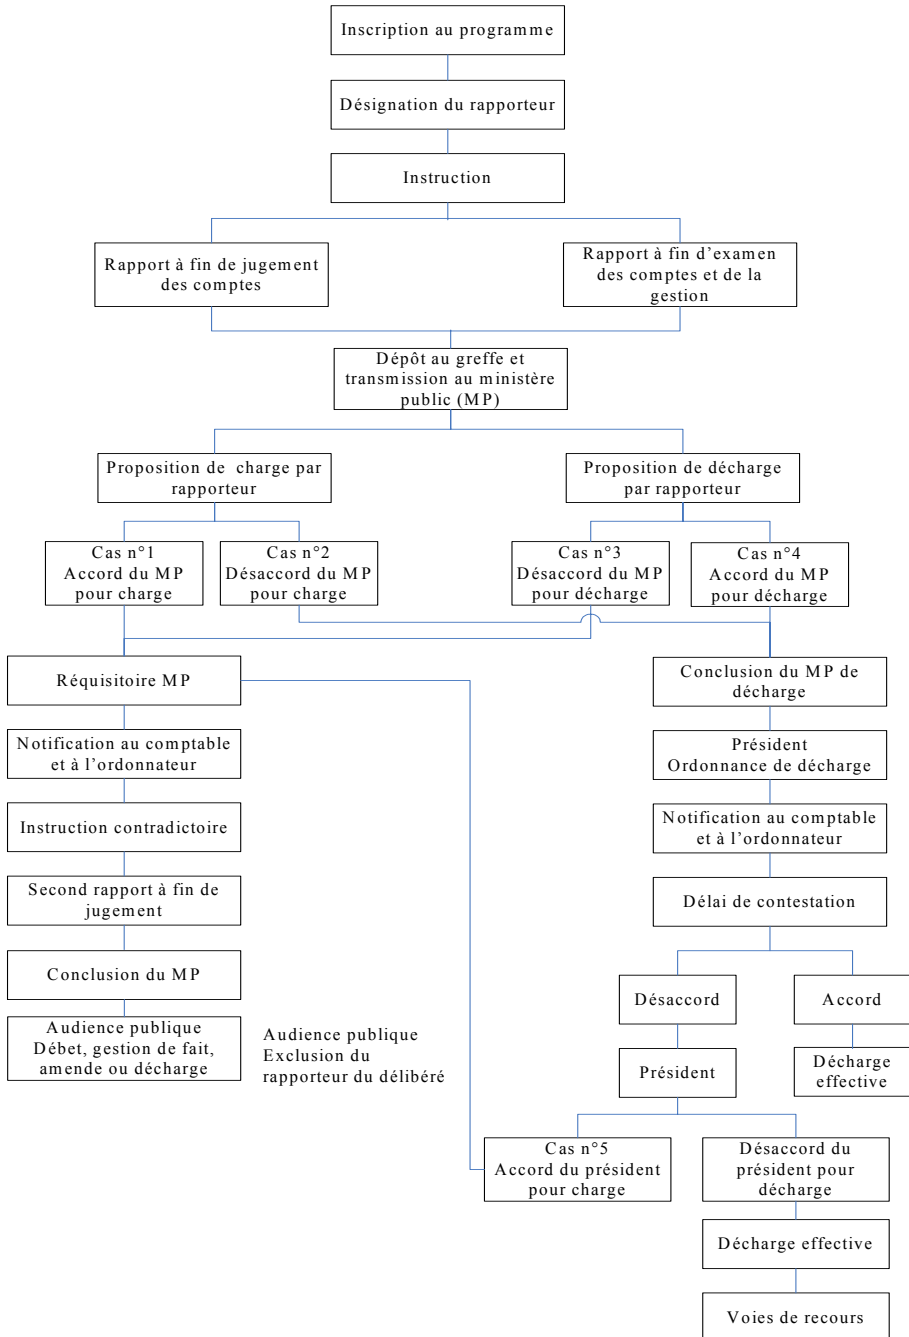 Inscription au programme
Désignation du rapporteur
Instruction
Rapport à fin de jugement
des comptes
Rapport à fin d'examen
des comptes et de la
gestion
Dépôt au greffe et
transmission au ministère
public (MP)
Proposition de charge par
rapporteur
Proposition de décharge
par rapporteur
Cas n°1
Accord du MP
pour charge
Cas n°2
Désaccord du MP
pour charge
Cas n°3
Désaccord du MP
pour décharge
Cas n°4
Accord du MP
pour décharge
Réquisitoire MP
Notification au comptable
et à l'ordonnateur
Instruction contradictoire
Second rapport à fin de
jugement
Conclusion du MP
Audience publique
Débet, gestion de fait,
amende ou décharge
Audience publique
Exclusion du
rapporteur du délibéré
Conclusion du MP de
décharge
Président
Ordonnance de décharge
Notification au comptable
et à l'ordonnateur
Délai de contestation
Désaccord
Accord
Président
Décharge
effective
Cas n°5
Accord du président
pour charge
Désaccord du
président pour
décharge
Décharge effective
Voies de recours